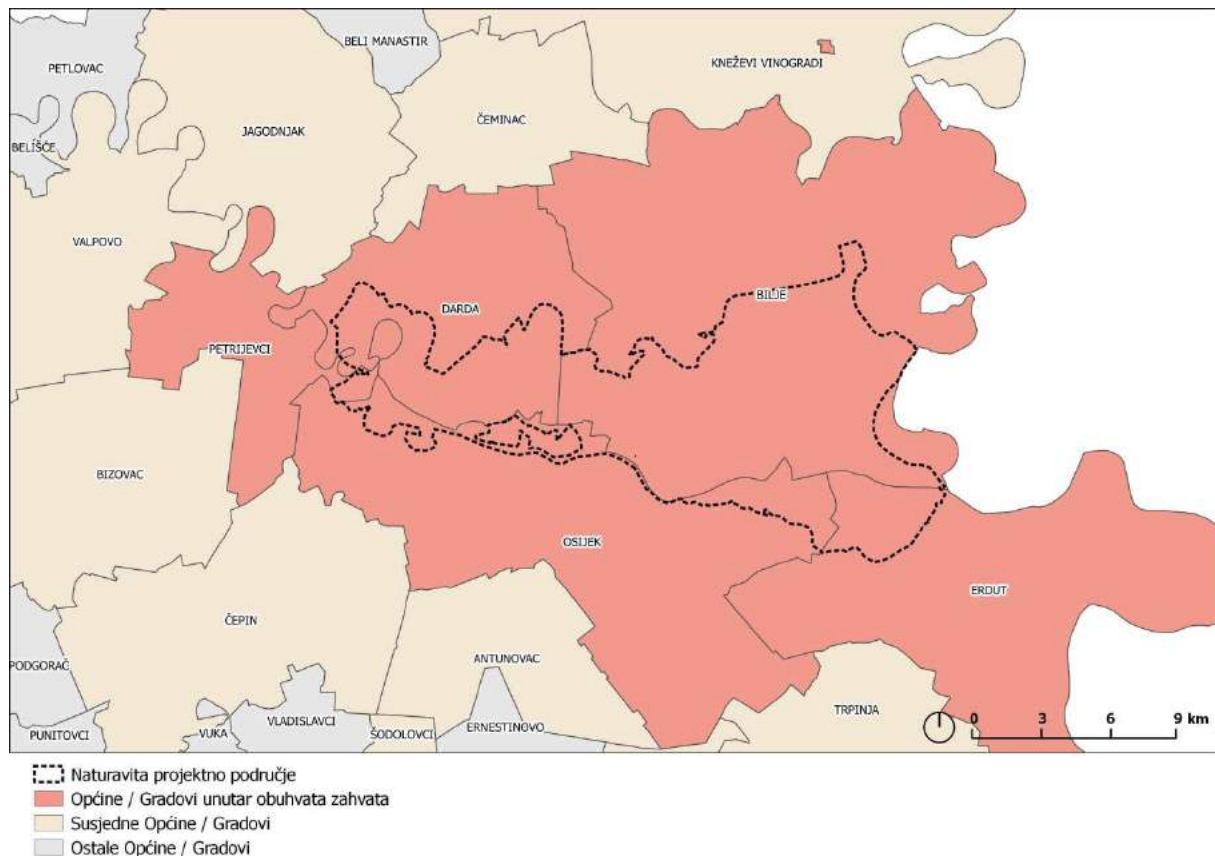 BELI MANASTIR
PETLOVAC
KNEŽEVI VINOGRADI
ČEMINAC
JAGODNJAK
BELIŠĆE
VALPOVO
BILJE
DARDA
PETRIJEVCI
BIZOVAC
OSIJEK
ERDUT
ČEPIN
ANTUNOVAC
PODGORAČ
TRPINJA
VLADISLAVCI
ERNESTINOVO
PUNITOVCI
VUKA
ŠODOLOVCI
0 3 6 9 km
Naturavita projektno područje
Općine / Gradovi unutar obuhvata zahvata
Susjedne Općine / Gradovi
Ostale Općine / Gradovi